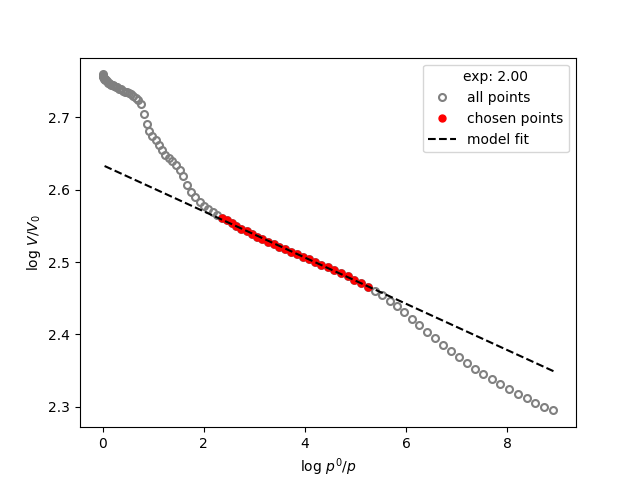 exp: 2.00
all points
chosen points
model fit
2.7
2.6
2.5
2.4
2.3
log V/V₀
0 2 4 6 8
log p⁰/p